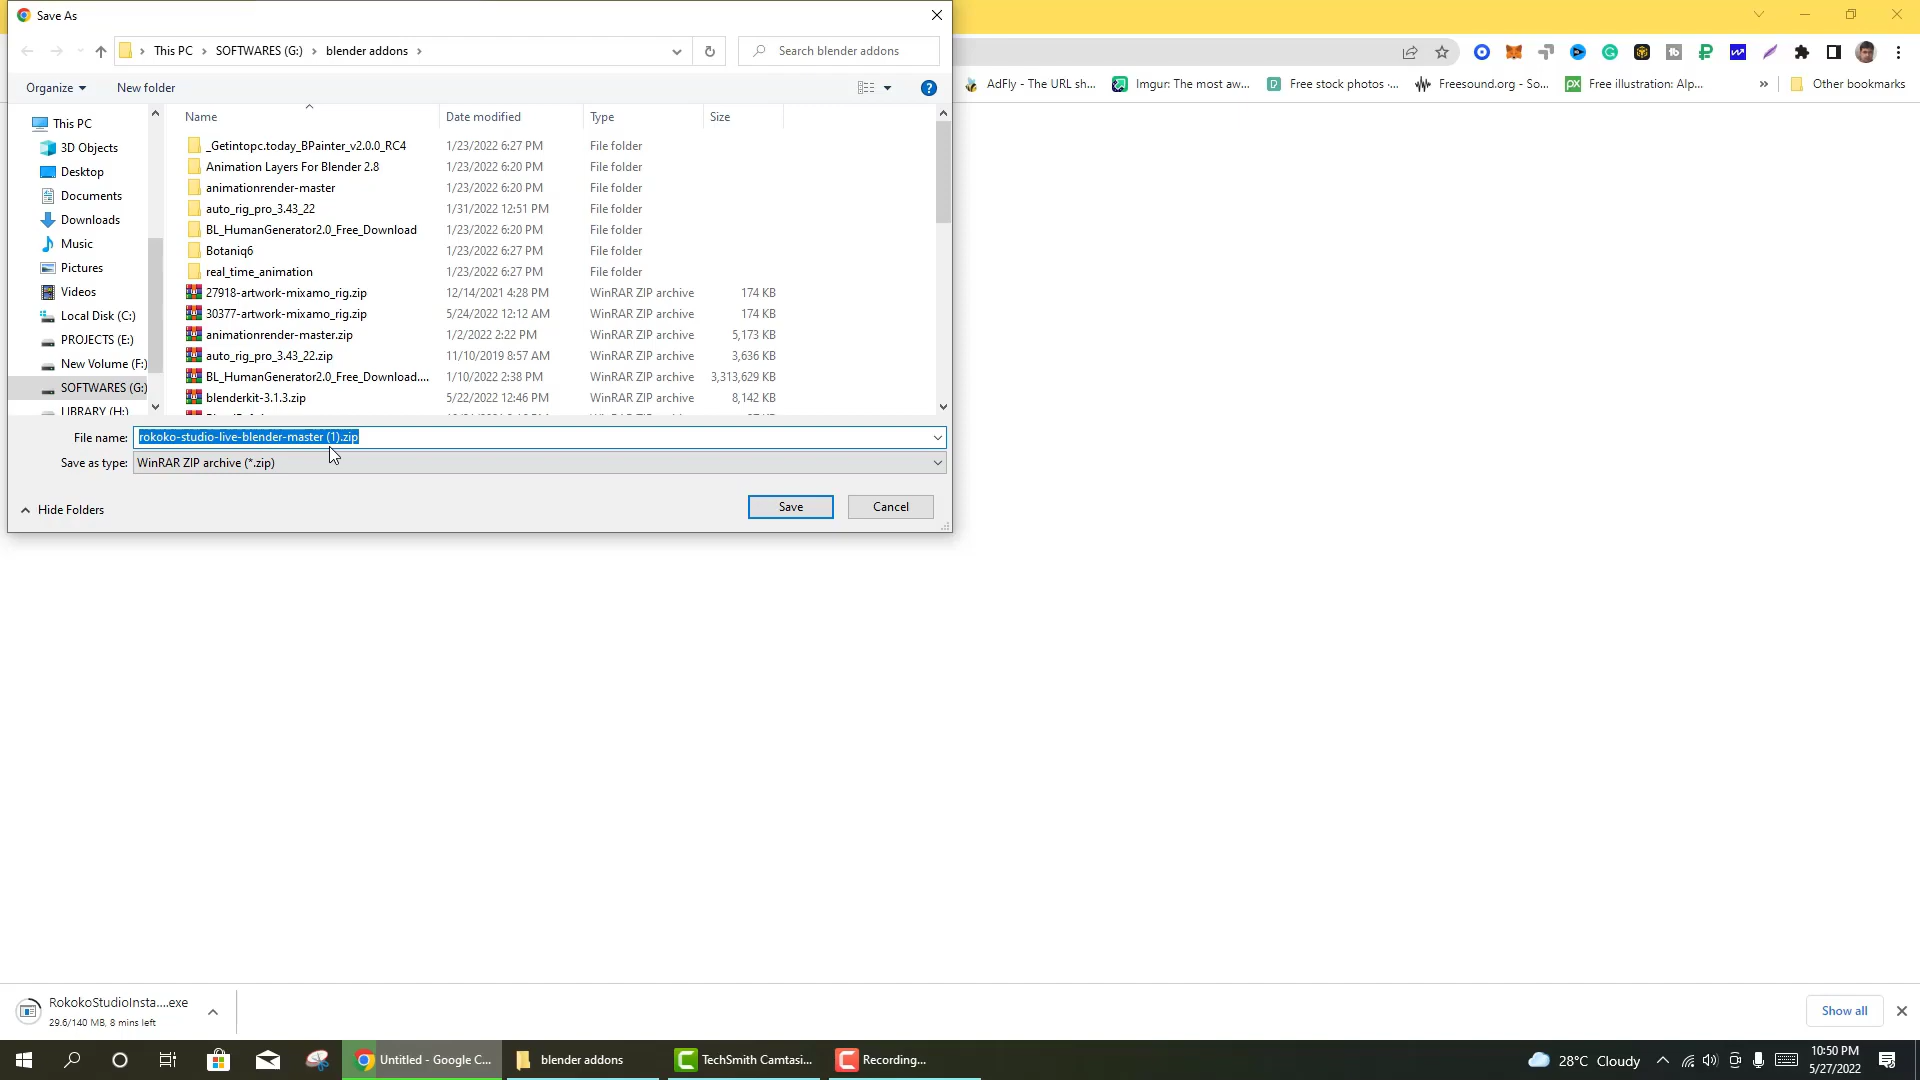 Save As
This PC > SOFTWARES (G:) > blender addons >
Search blender addons
Organize
New folder
Name Date modified Type Size
This PC
3D Objects
Desktop
Documents
Downloads
Music
Pictures
Videos
Local Disk (C:)
PROJECTS (E:)
New Volume (F:)
SOFTWARES (G:)
LIBRARY (H:)
_Getintopc.today_BPainter_v2.0.0_RC4 1/23/2022 6:27 PM File folder
Animation Layers For Blender 2.8 1/23/2022 6:20 PM File folder
animationrender-master 1/23/2022 6:20 PM File folder
auto_rig_pro_3.43_22 1/31/2022 12:51 PM File folder
BL_HumanGenerator2.0_Free_Download 1/23/2022 6:20 PM File folder
Botaniq6 1/23/2022 6:27 PM File folder
real_time_animation 1/23/2022 6:27 PM File folder
27918-artwork-mixamo_rig.zip 12/14/2021 4:28 PM WinRAR ZIP archive 174 KB
30377-artwork-mixamo_rig.zip 5/24/2022 12:12 AM WinRAR ZIP archive 174 KB
animationrender-master.zip 1/2/2022 2:22 PM WinRAR ZIP archive 5,173 KB
auto_rig_pro_3.43_22.zip 11/10/2019 8:57 AM WinRAR ZIP archive 3,636 KB
BL_HumanGenerator2.0_Free_Download.... 1/10/2022 2:38 PM WinRAR ZIP archive 3,313,629 KB
blenderkit-3.1.3.zip 5/22/2022 12:46 PM WinRAR ZIP archive 8,142 KB
File name: rokoko-studio-live-blender-master (1).zip
Save as type: WinRAR ZIP archive (*.zip)
Hide Folders
Save
Cancel
AdFly - The URL sh...
Imgur: The most aw...
Free stock photos ·...
Freesound.org - So...
Free illustration: Alp...
»
Other bookmarks
RokokoStudioInsta....exe
29.6/140 MB, 8 mins left
Show all
Untitled - Google C...
blender addons
TechSmith Camtasi...
Recording...
28°C Cloudy
10:50 PM
5/27/2022